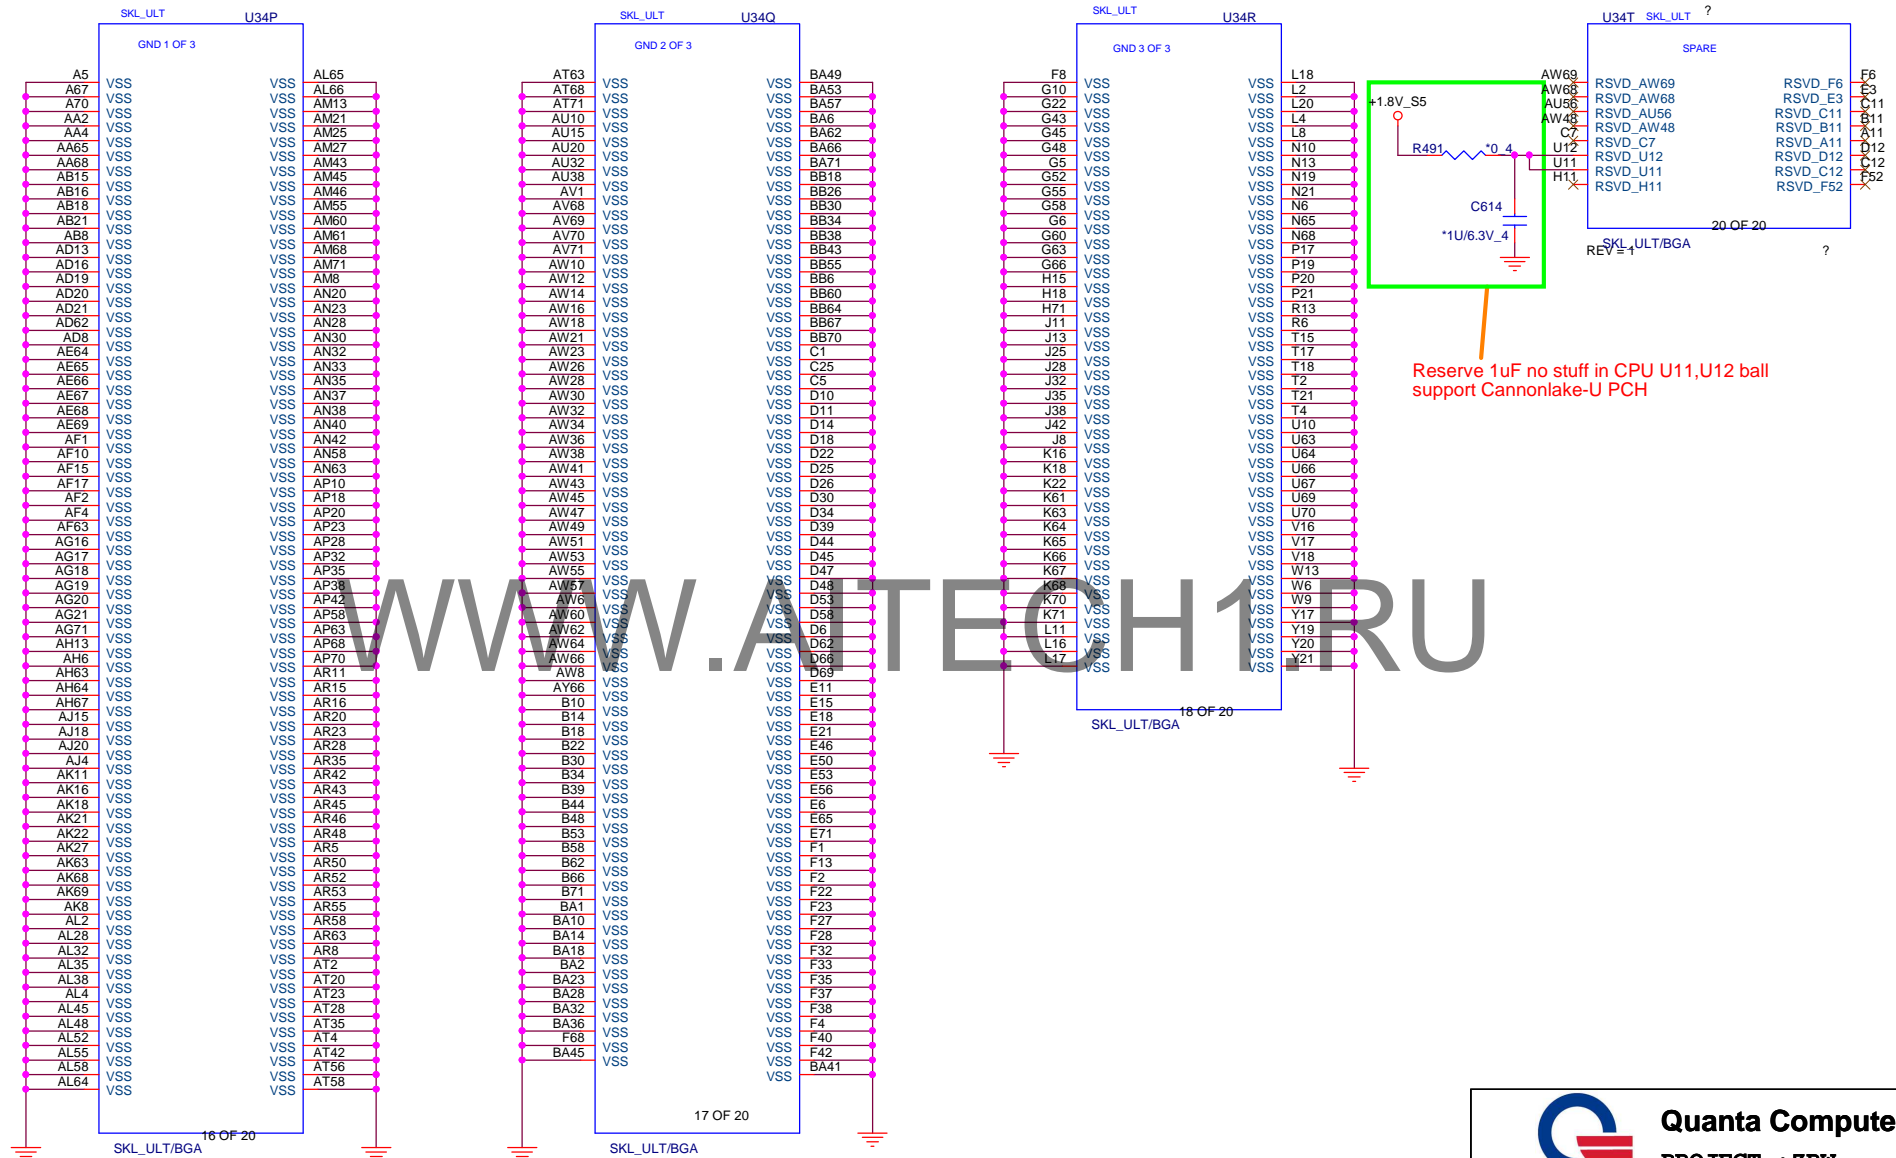 SKL_ULT
U34P
GND 1 OF 3
A5 VSS VSS AL65
A67 VSS VSS AL66
A70 VSS VSS AM13
AA2 VSS VSS AM21
AA4 VSS VSS AM25
AA65 VSS VSS AM27
AA68 VSS VSS AM43
AB15 VSS VSS AM45
AB16 VSS VSS AM46
AB18 VSS VSS AM55
AB21 VSS VSS AM60
AB8 VSS VSS AM61
AD13 VSS VSS AM68
AD16 VSS VSS AM71
AD19 VSS VSS AM8
AD20 VSS VSS AN20
AD21 VSS VSS AN23
AD62 VSS VSS AN28
AD8 VSS VSS AN30
AE64 VSS VSS AN32
AE65 VSS VSS AN33
AE66 VSS VSS AN35
AE67 VSS VSS AN37
AE68 VSS VSS AN38
AE69 VSS VSS AN40
AF1 VSS VSS AN42
AF10 VSS VSS AN58
AF15 VSS VSS AN63
AF17 VSS VSS AP10
AF2 VSS VSS AP18
AF4 VSS VSS AP20
AF63 VSS VSS AP23
AG16 VSS VSS AP28
AG17 VSS VSS AP32
AG18 VSS VSS AP35
AG19 VSS VSS AP38
AG20 VSS VSS AP42
AG21 VSS VSS AP58
AG71 VSS VSS AP63
AH13 VSS VSS AP68
AH6 VSS VSS AP70
AH63 VSS VSS AR11
AH64 VSS VSS AR15
AH67 VSS VSS AR16
AJ15 VSS VSS AR20
AJ18 VSS VSS AR23
AJ20 VSS VSS AR28
AJ4 VSS VSS AR35
AK11 VSS VSS AR42
AK16 VSS VSS AR43
AK18 VSS VSS AR45
AK21 VSS VSS AR46
AK22 VSS VSS AR48
AK27 VSS VSS AR5
AK63 VSS VSS AR50
AK68 VSS VSS AR52
AK69 VSS VSS AR53
AK8 VSS VSS AR55
AL2 VSS VSS AR58
AL28 VSS VSS AR63
AL32 VSS VSS AR8
AL35 VSS VSS AT2
AL38 VSS VSS AT20
AL4 VSS VSS AT23
AL45 VSS VSS AT28
AL48 VSS VSS AT35
AL52 VSS VSS AT4
AL55 VSS VSS AT42
AL58 VSS VSS AT56
AL64 VSS VSS AT58
16 OF 20
SKL_ULT/BGA
SKL_ULT
U34Q
GND 2 OF 3
AT63 VSS VSS BA49
AT68 VSS VSS BA53
AT71 VSS VSS BA57
AU10 VSS VSS BA6
AU15 VSS VSS BA62
AU20 VSS VSS BA66
AU32 VSS VSS BA71
AU38 VSS VSS BB18
AV1 VSS VSS BB26
AV68 VSS VSS BB30
AV69 VSS VSS BB34
AV70 VSS VSS BB38
AV71 VSS VSS BB43
AW10 VSS VSS BB55
AW12 VSS VSS BB6
AW14 VSS VSS BB60
AW16 VSS VSS BB64
AW18 VSS VSS BB67
AW21 VSS VSS BB70
AW23 VSS VSS C1
AW26 VSS VSS C25
AW28 VSS VSS C5
AW30 VSS VSS D10
AW32 VSS VSS D11
AW34 VSS VSS D14
AW36 VSS VSS D18
AW38 VSS VSS D22
AW41 VSS VSS D25
AW43 VSS VSS D26
AW45 VSS VSS D30
AW47 VSS VSS D34
AW49 VSS VSS D39
AW51 VSS VSS D44
AW53 VSS VSS D45
AW55 VSS VSS D47
AW57 VSS VSS D48
AW6 VSS VSS D53
AW60 VSS VSS D58
AW62 VSS VSS D6
AW64 VSS VSS D62
AW66 VSS VSS D66
AW8 VSS VSS D69
AY66 VSS VSS E11
B10 VSS VSS E15
B14 VSS VSS E18
B18 VSS VSS E21
B22 VSS VSS E46
B30 VSS VSS E50
B34 VSS VSS E53
B39 VSS VSS E56
B44 VSS VSS E6
B48 VSS VSS E65
B53 VSS VSS E71
B58 VSS VSS F1
B62 VSS VSS F13
B66 VSS VSS F2
B71 VSS VSS F22
BA1 VSS VSS F23
BA10 VSS VSS F27
BA14 VSS VSS F28
BA18 VSS VSS F32
BA2 VSS VSS F33
BA23 VSS VSS F35
BA28 VSS VSS F37
BA32 VSS VSS F38
BA36 VSS VSS F4
F68 VSS VSS F40
BA45 VSS VSS F42
VSS BA41
17 OF 20
SKL_ULT/BGA
SKL_ULT
U34R
GND 3 OF 3
F8 VSS VSS L18
G10 VSS VSS L2
G22 VSS VSS L20
G43 VSS VSS L4
G45 VSS VSS L8
G48 VSS VSS N10
G5 VSS VSS N13
G52 VSS VSS N19
G55 VSS VSS N21
G58 VSS VSS N6
G6 VSS VSS N65
G60 VSS VSS N68
G63 VSS VSS P17
G66 VSS VSS P19
H15 VSS VSS P20
H18 VSS VSS P21
H71 VSS VSS R13
J11 VSS VSS R6
J13 VSS VSS T15
J25 VSS VSS T17
J28 VSS VSS T18
J32 VSS VSS T2
J35 VSS VSS T21
J38 VSS VSS T4
J42 VSS VSS U10
J8 VSS VSS U63
K16 VSS VSS U64
K18 VSS VSS U66
K22 VSS VSS U67
K61 VSS VSS U69
K63 VSS VSS U70
K64 VSS VSS V16
K65 VSS VSS V17
K66 VSS VSS V18
K67 VSS VSS W13
K68 VSS VSS W6
K70 VSS VSS W9
K71 VSS VSS Y17
L11 VSS VSS Y19
L16 VSS VSS Y20
L17 VSS VSS Y21
18 OF 20
SKL_ULT/BGA
U34T SKL_ULT ?
SPARE
AW69 RSVD_AW69 RSVD_F6 F6
AW68 RSVD_AW68 RSVD_E3 E3
AU56 RSVD_AU56 RSVD_C11 C11
AW48 RSVD_AW48 RSVD_B11 B11
C7 RSVD_C7 RSVD_A11 A11
U12 RSVD_U12 RSVD_D12 D12
U11 RSVD_U11 RSVD_C12 C12
H11 RSVD_H11 RSVD_F52 F52
20 OF 20
SKL_ULT/BGA
REV = 1 ?
+1.8V_S5
R491 *0_4
C614
*1U/6.3V_4
Reserve 1uF no stuff in CPU U11,U12 ball
support Cannonlake-U PCH
WWW.AITECH1.RU
Quanta Compute